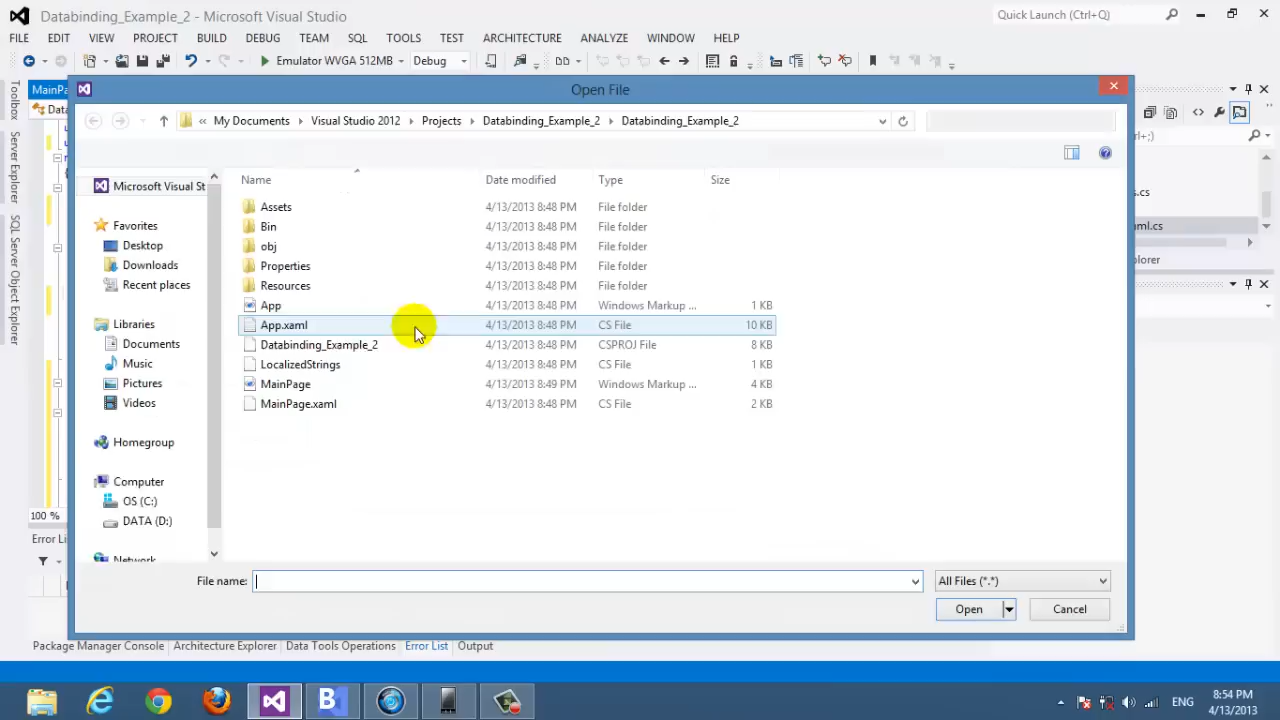 Databinding_Example_2 - Microsoft Visual Studio
Quick Launch (Ctrl+Q)
FILE EDIT VIEW PROJECT BUILD DEBUG TEAM SQL TOOLS TEST ARCHITECTURE ANALYZE WINDOW HELP
Emulator WVGA 512MB Debug
MainPa
Open File
Data
Toolbox
Server Explorer
SQL Server Object Explorer
« My Documents Visual Studio 2012 Projects Databinding_Example_2 Databinding_Example_2
+;)
Name Date modified Type Size
Microsoft Visual St
Favorites
Desktop
Downloads
Recent places
Libraries
Documents
Music
Pictures
Videos
Homegroup
Computer
OS (C:)
DATA (D:)
Network
Assets 4/13/2013 8:48 PM File folder
Bin 4/13/2013 8:48 PM File folder
obj 4/13/2013 8:48 PM File folder
Properties 4/13/2013 8:48 PM File folder
Resources 4/13/2013 8:48 PM File folder
App 4/13/2013 8:48 PM Windows Markup ... 1 KB
App.xaml 4/13/2013 8:48 PM CS File 10 KB
Databinding_Example_2 4/13/2013 8:48 PM CSPROJ File 8 KB
LocalizedStrings 4/13/2013 8:48 PM CS File 1 KB
MainPage 4/13/2013 8:49 PM Windows Markup ... 4 KB
MainPage.xaml 4/13/2013 8:48 PM CS File 2 KB
s.cs
ml.cs
lorer
100 %
Error Lis
File name: All Files (*.*)
Open Cancel
Package Manager Console Architecture Explorer Data Tools Operations Error List Output
ENG
8:54 PM
4/13/2013